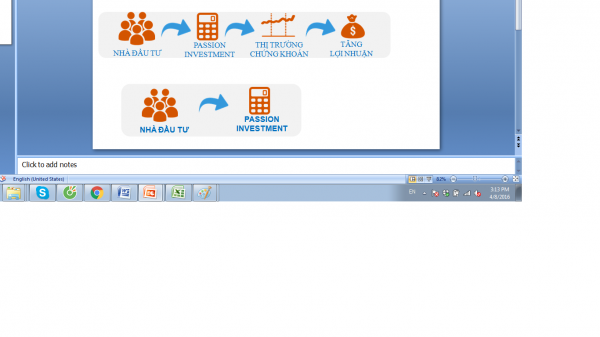 NHÀ ĐẦU TƯ
PASSION
INVESTMENT
THỊ TRƯỜNG
CHỨNG KHOÁN
TĂNG
LỢI NHUẬN
$
NHÀ ĐẦU TƯ
PASSION
INVESTMENT
Click to add notes
English (United States)
52%
EN
3:13 PM
4/8/2016